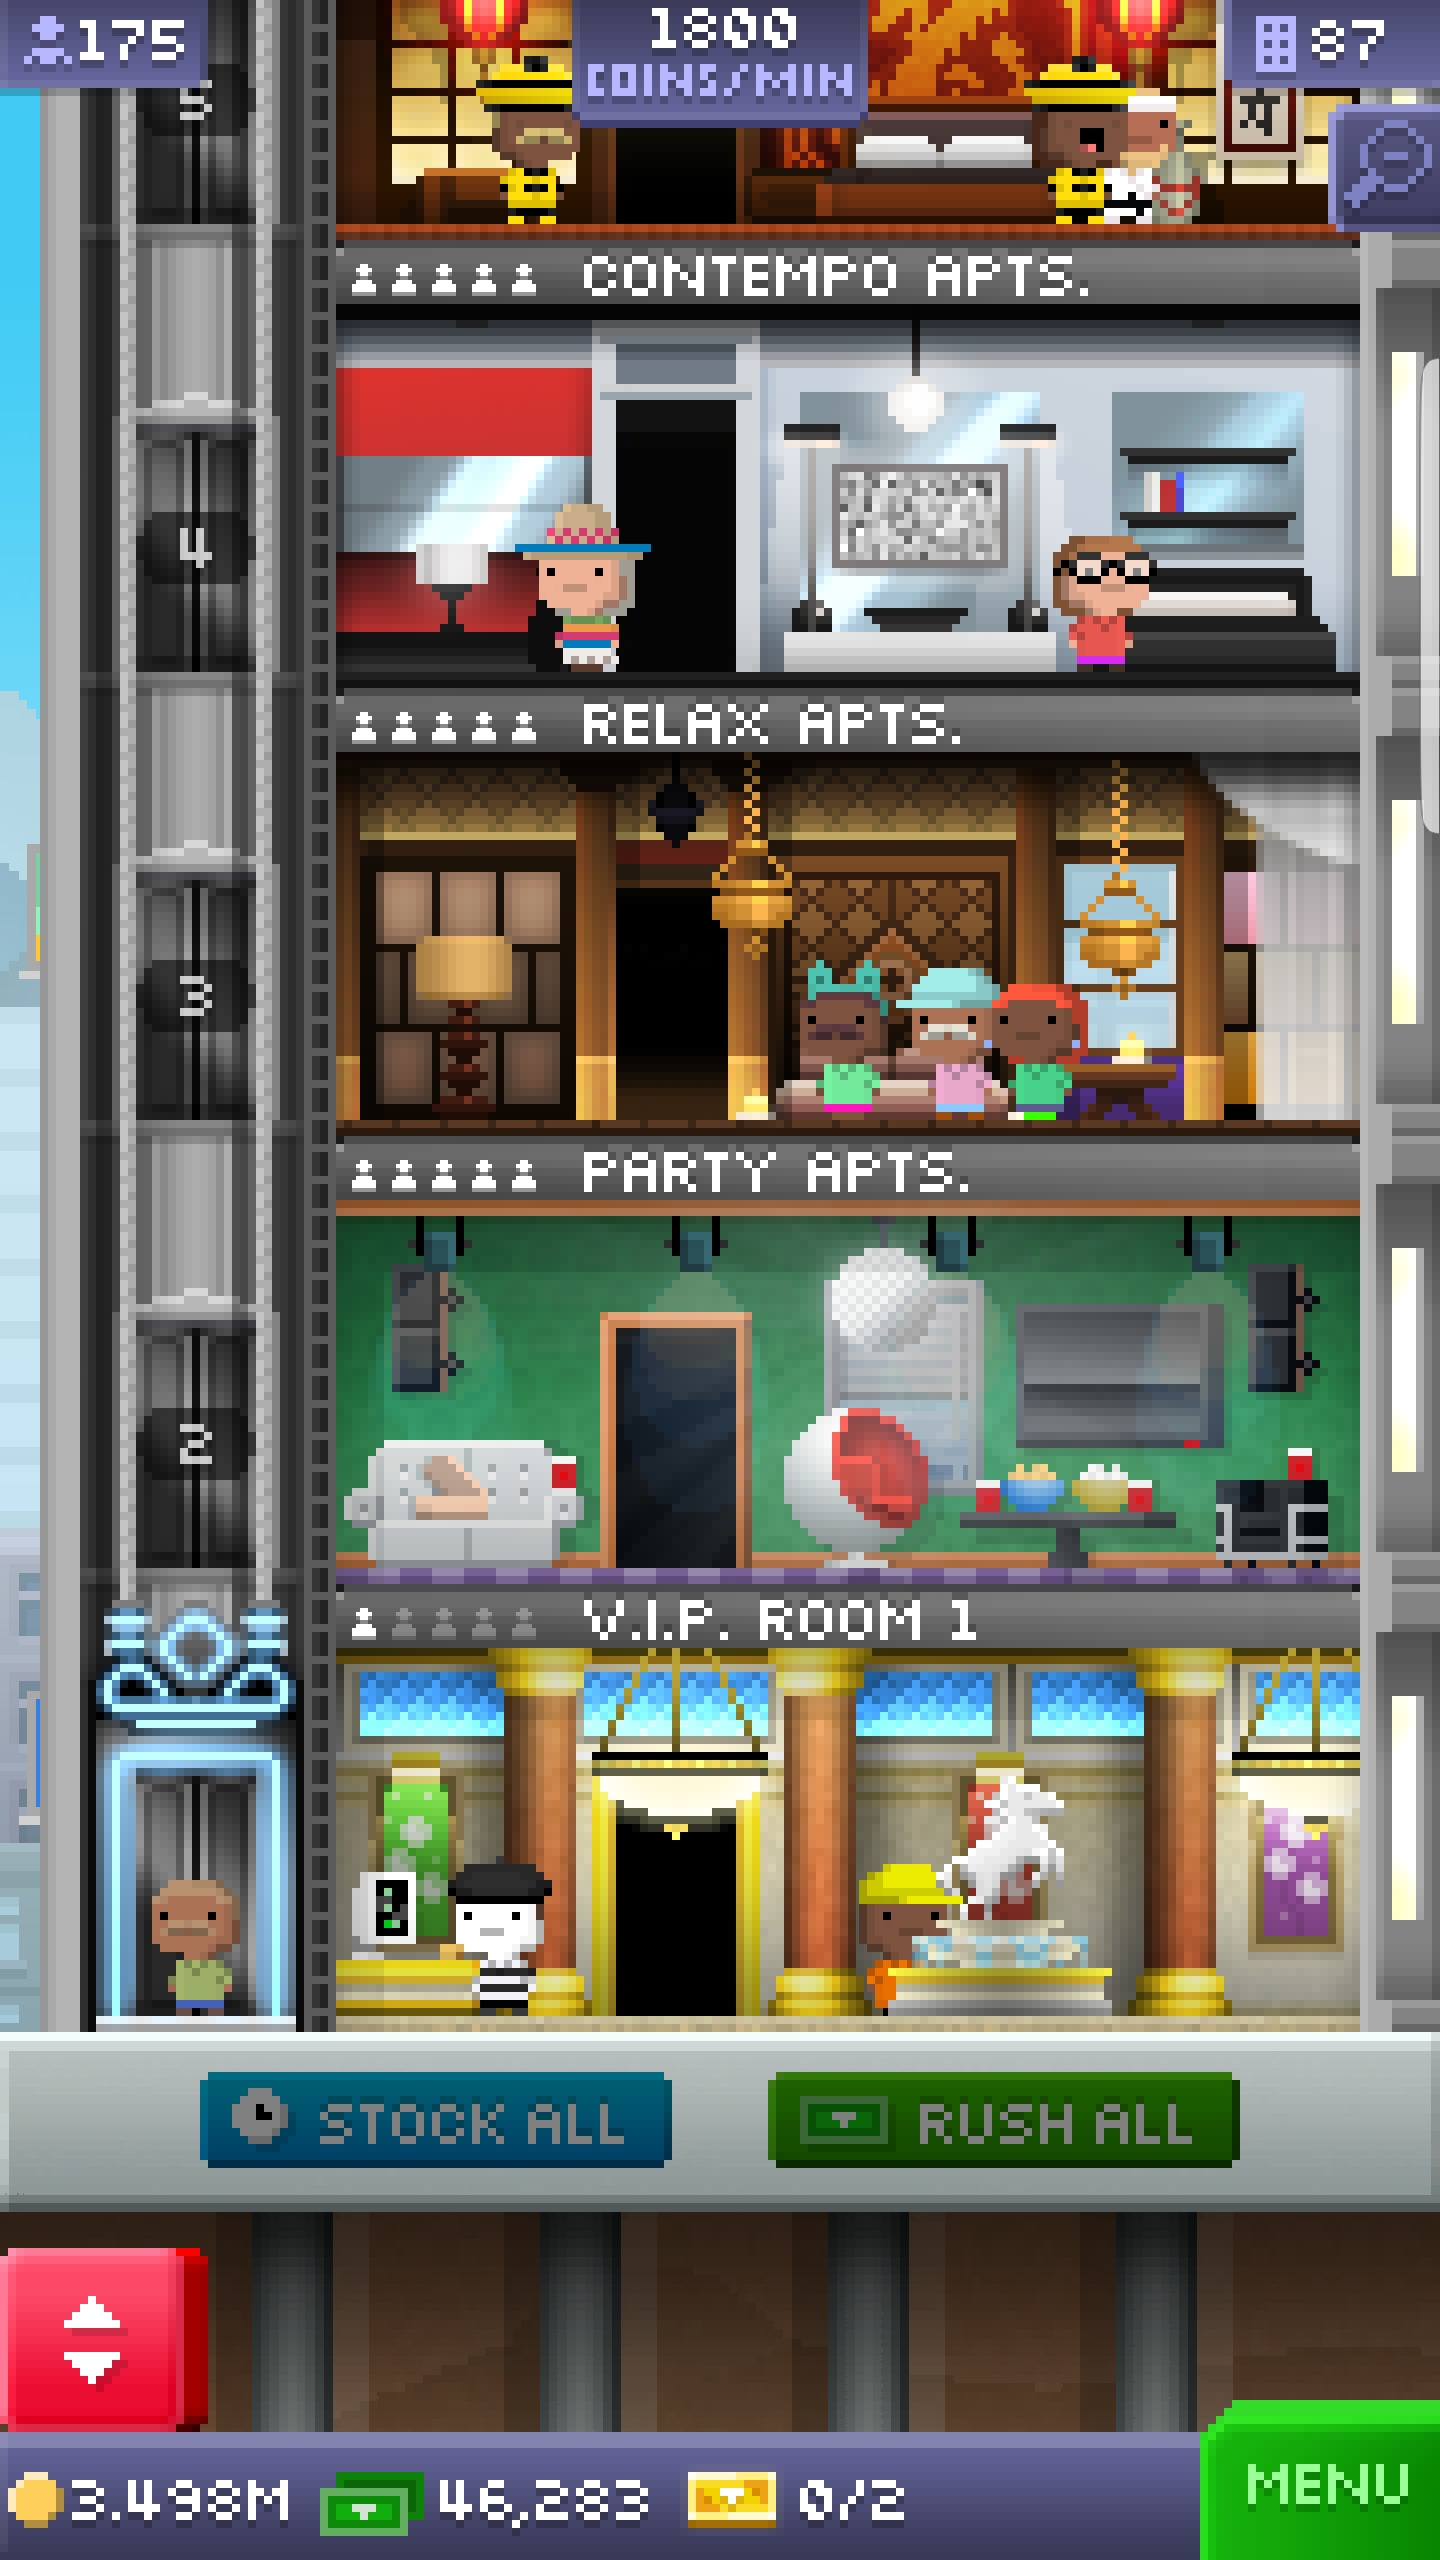 175
1800
COINS/MIN
87
5
CONTEMPO APTS.
4
RELAX APTS.
3
PARTY APTS.
2
V.I.P. ROOM 1
STOCK ALL
RUSH ALL
3.498M
46,283
0/2
MENU